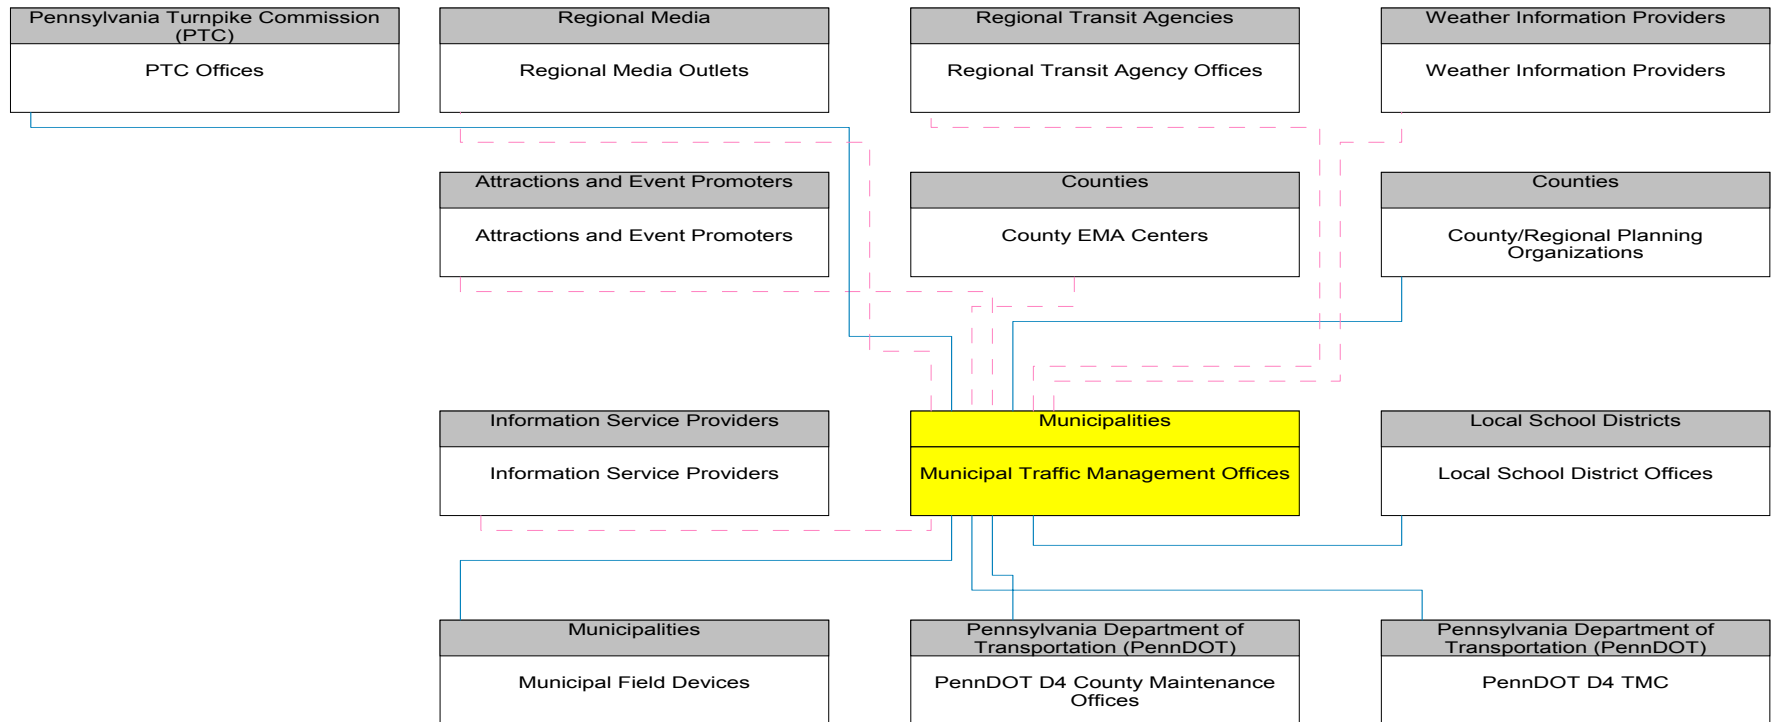 Pennsylvania Turnpike Commission
(PTC)
PTC Offices
Regional Media
Regional Media Outlets
Regional Transit Agencies
Regional Transit Agency Offices
Weather Information Providers
Weather Information Providers
Attractions and Event Promoters
Attractions and Event Promoters
Counties
County EMA Centers
Counties
County/Regional Planning
Organizations
Information Service Providers
Information Service Providers
Municipalities
Municipal Traffic Management Offices
Local School Districts
Local School District Offices
Municipalities
Municipal Field Devices
Pennsylvania Department of
Transportation (PennDOT)
PennDOT D4 County Maintenance
Offices
Pennsylvania Department of
Transportation (PennDOT)
PennDOT D4 TMC